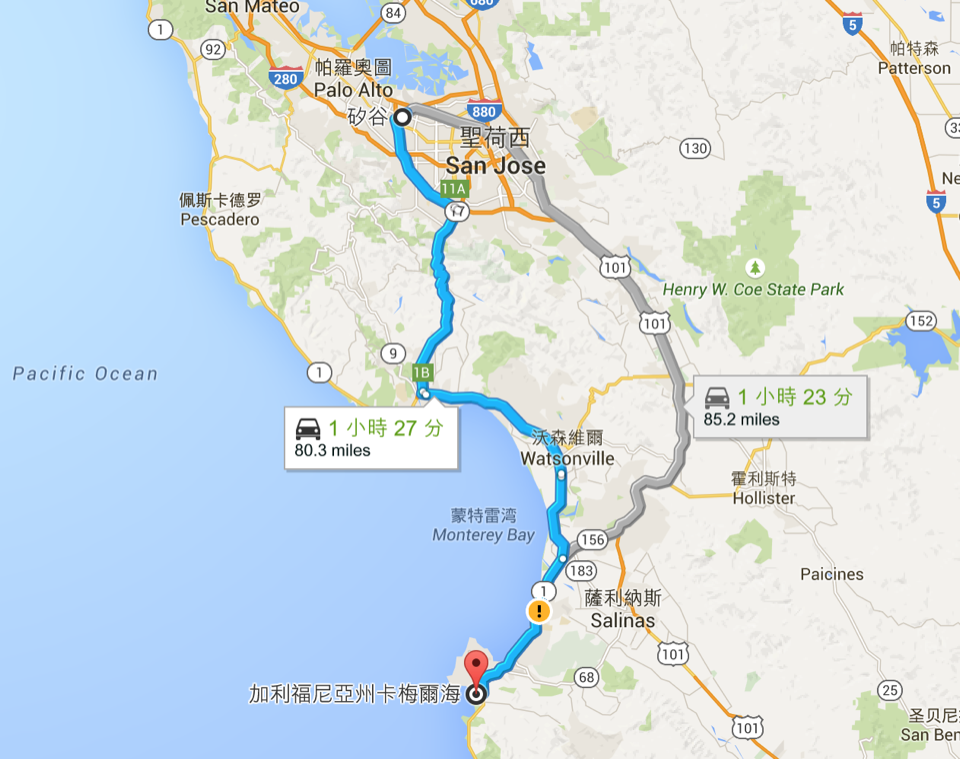 San Mateo
84
680
1
92
5
帕特森
Patterson
280
帕羅奧圖
Palo Alto
矽谷
880
聖荷西
San Jose
130
33
Ne
5
11A
17
佩斯卡德罗
Pescadero
101
Henry W. Coe State Park
101
152
9
1
1B
Pacific Ocean
1 小時 27 分
80.3 miles
1 小時 23 分
85.2 miles
沃森維爾
Watsonville
霍利斯特
Hollister
蒙特雷湾
Monterey Bay
156
183
Paicines
1
薩利納斯
Salinas
!
101
68
加利福尼亞州卡梅爾海
25
圣贝尼
San Ben
101